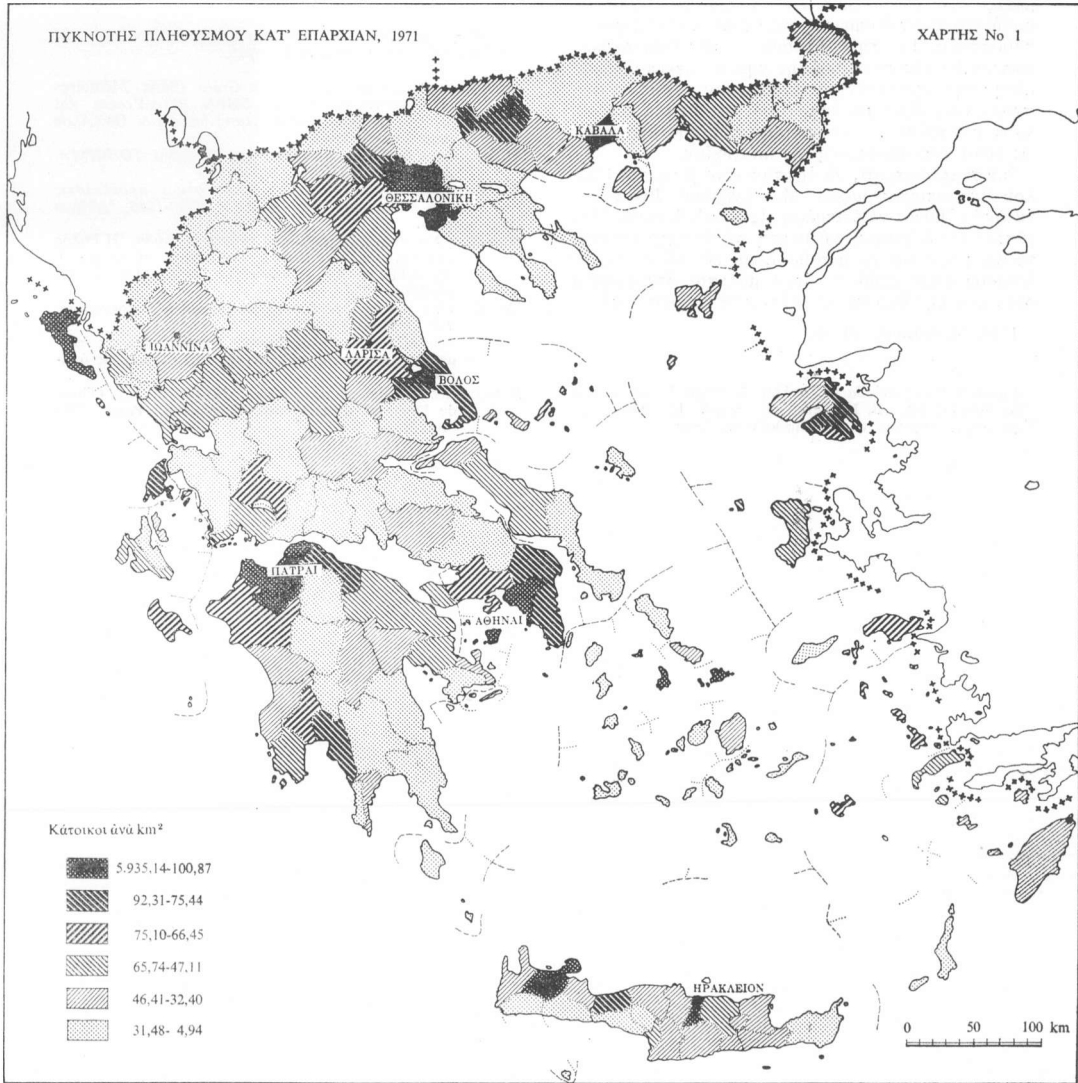 ΠΥΚΝΟΤΗΣ ΠΛΗΘΥΣΜΟΥ ΚΑΤ' ΕΠΑΡΧΙΑΝ, 1971
ΧΑΡΤΗΣ Νο 1
ΚΑΒΑΛΑ
ΘΕΣΣΑΛΟΝΙΚΗ
ΙΩΑΝΝΙΝΑ
ΛΑΡΙΣΑ
ΒΟΛΟΣ
ΠΑΤΡΑΙ
ΑΘΗΝΑΙ
Κάτοικοι ἀνά km²
5.935,14-100,87
92,31-75,44
75,10-66,45
65,74-47,11
46,41-32,40
31,48- 4,94
ΗΡΑΚΛΕΙΟΝ
0 50 100 km